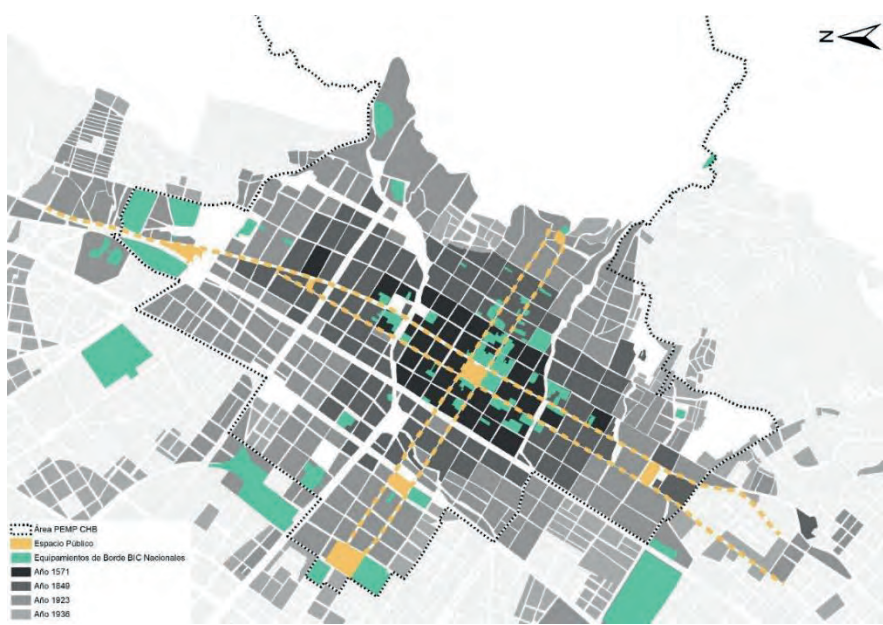 N
Área PEMP CHB
Espacio Público
Equipamientos de Borde BIC Nacionales
Año 1571
Año 1849
Año 1923
Año 1936